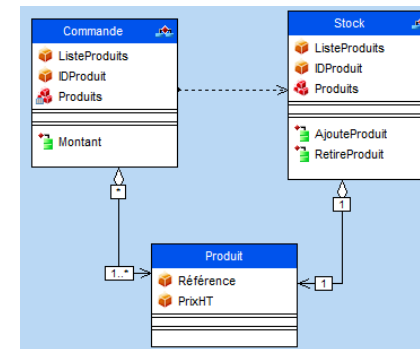 Commande
ListeProduits
IDProduit
Produits
Montant
Stock
ListeProduits
IDProduit
Produits
AjouteProduit
RetireProduit
*
1
1..*
1
Produit
Référence
PrixHT